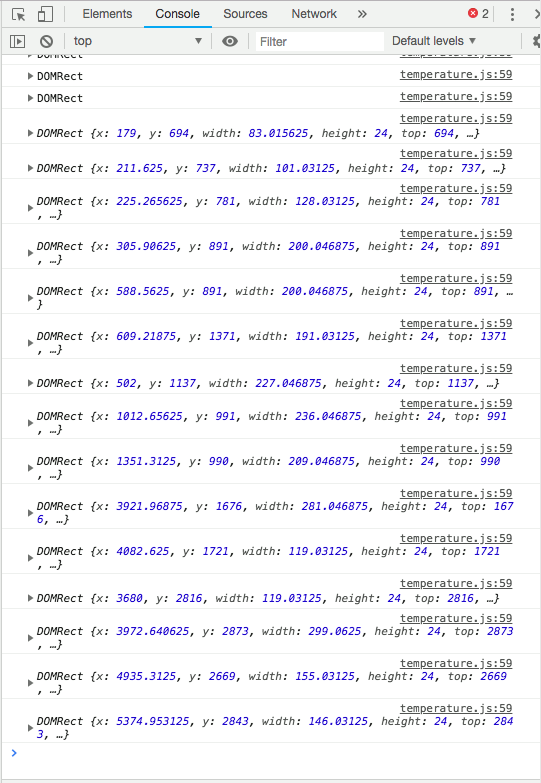 Elements Console Sources Network » 2
top Filter Default levels
DOMRect
temperature.js:59
DOMRect
temperature.js:59
DOMRect
temperature.js:59
DOMRect {x: 179, y: 694, width: 83.015625, height: 24, top: 694, …}
temperature.js:59
DOMRect {x: 211.625, y: 737, width: 101.03125, height: 24, top: 737, …}
temperature.js:59
DOMRect {x: 225.265625, y: 781, width: 128.03125, height: 24, top: 781
, …}
temperature.js:59
DOMRect {x: 305.90625, y: 891, width: 200.046875, height: 24, top: 891
, …}
temperature.js:59
DOMRect {x: 588.5625, y: 891, width: 200.046875, height: 24, top: 891, …
}
temperature.js:59
DOMRect {x: 609.21875, y: 1371, width: 191.03125, height: 24, top: 1371
, …}
temperature.js:59
DOMRect {x: 502, y: 1137, width: 227.046875, height: 24, top: 1137, …}
temperature.js:59
DOMRect {x: 1012.65625, y: 991, width: 236.046875, height: 24, top: 991
, …}
temperature.js:59
DOMRect {x: 1351.3125, y: 990, width: 209.046875, height: 24, top: 990
, …}
temperature.js:59
DOMRect {x: 3921.96875, y: 1676, width: 281.046875, height: 24, top: 167
6, …}
temperature.js:59
DOMRect {x: 4082.625, y: 1721, width: 119.03125, height: 24, top: 1721
, …}
temperature.js:59
DOMRect {x: 3680, y: 2816, width: 119.03125, height: 24, top: 2816, …}
temperature.js:59
DOMRect {x: 3972.640625, y: 2873, width: 299.0625, height: 24, top: 2873
, …}
temperature.js:59
DOMRect {x: 4935.3125, y: 2669, width: 155.03125, height: 24, top: 2669
, …}
temperature.js:59
DOMRect {x: 5374.953125, y: 2843, width: 146.03125, height: 24, top: 284
3, …}